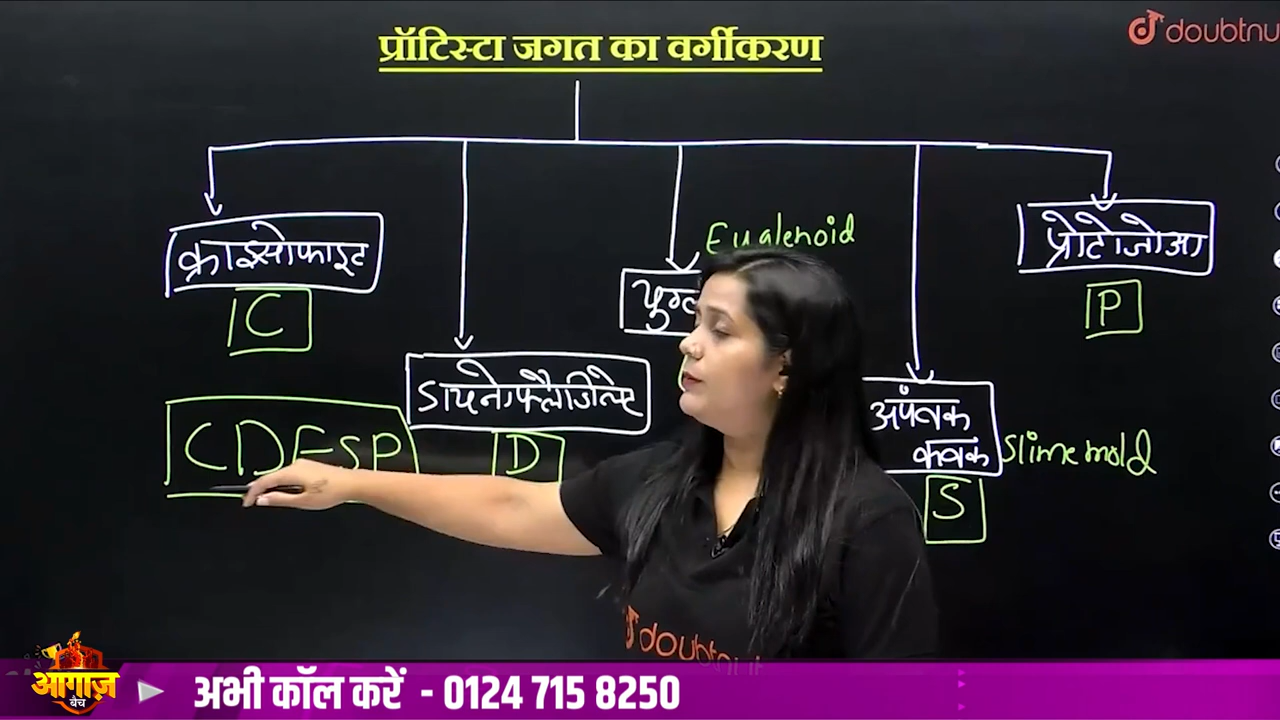 प्रॉटिस्टा जगत का वर्गीकरण
doubtnut
क्राइसोफाइट
C
डायनोफ्लैजिलेट
D
Euglenoid
अपंवक
कवक
Slime mold
S
प्रोटोजोआ
P
CDESP
doubtnut
आगाज़
बैच
अभी कॉल करें - 0124 715 8250